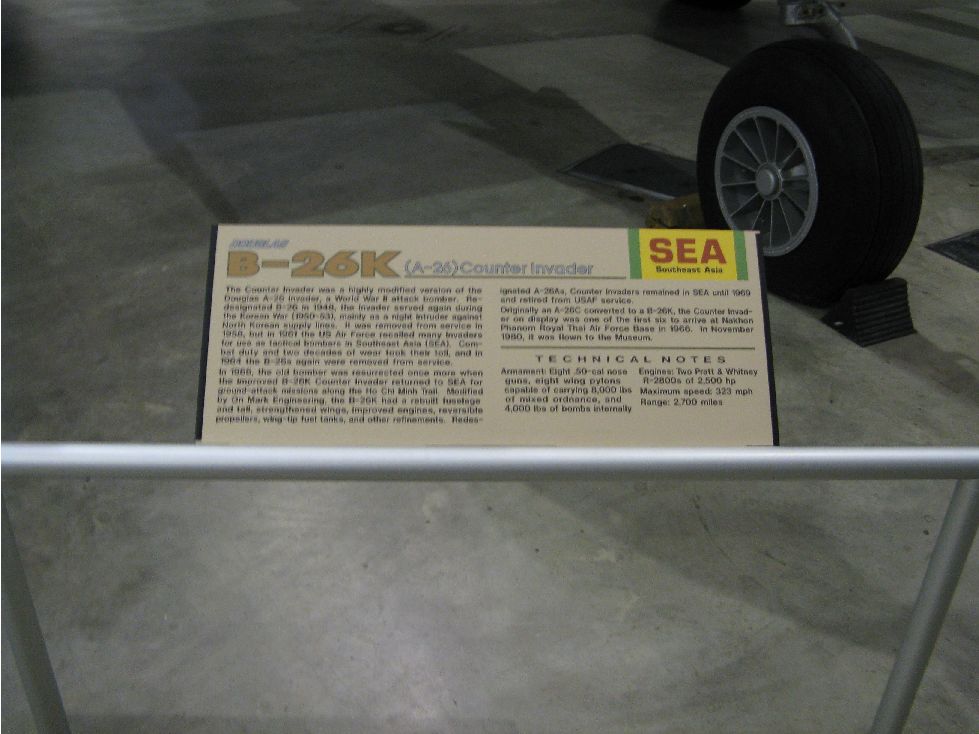 DOUGLAS
B-26K (A-26) Counter Invader
SEA
Southeast Asia
The Counter Invader was a highly modified version of the
Douglas A-26 Invader, a World War II attack bomber. Re-
designated B-26 in 1948, the Invader served again during
the Korean War (1950-53), mainly as a night intruder against
North Korean supply lines. It was removed from service in
1958, but in 1961 the US Air Force recalled many Invaders
for use as tactical bombers in Southeast Asia (SEA). Com-
bat duty and two decades of wear took their toll, and in
1964 the B-26s again were removed from service.
In 1966, the old bomber was resurrected once more when
the improved B-26K Counter Invader returned to SEA for
ground attack missions along the Ho Chi Minh Trail. Modified
by On Mark Engineering, the B-26K had a rebuilt fuselage
and tail, strengthened wings, improved engines, reversible
propellers, wing-tip fuel tanks, and other refinements. Redes-
ignated A-26As, Counter Invaders remained in SEA until 1969
and retired from USAF service.
Originally an A-26C converted to a B-26K, the Counter Invad-
er on display was one of the first six to arrive at Nakhon
Phanom Royal Thai Air Force Base in 1966. In November
1980, it was flown to the Museum.
TECHNICAL NOTES
Armament: Eight .50-cal nose
guns, eight wing pylons
capable of carrying 8,000 lbs
of mixed ordnance, and
4,000 lbs of bombs internally
Engines: Two Pratt & Whitney
R-2800s of 2,500 hp
Maximum speed: 323 mph
Range: 2,700 miles